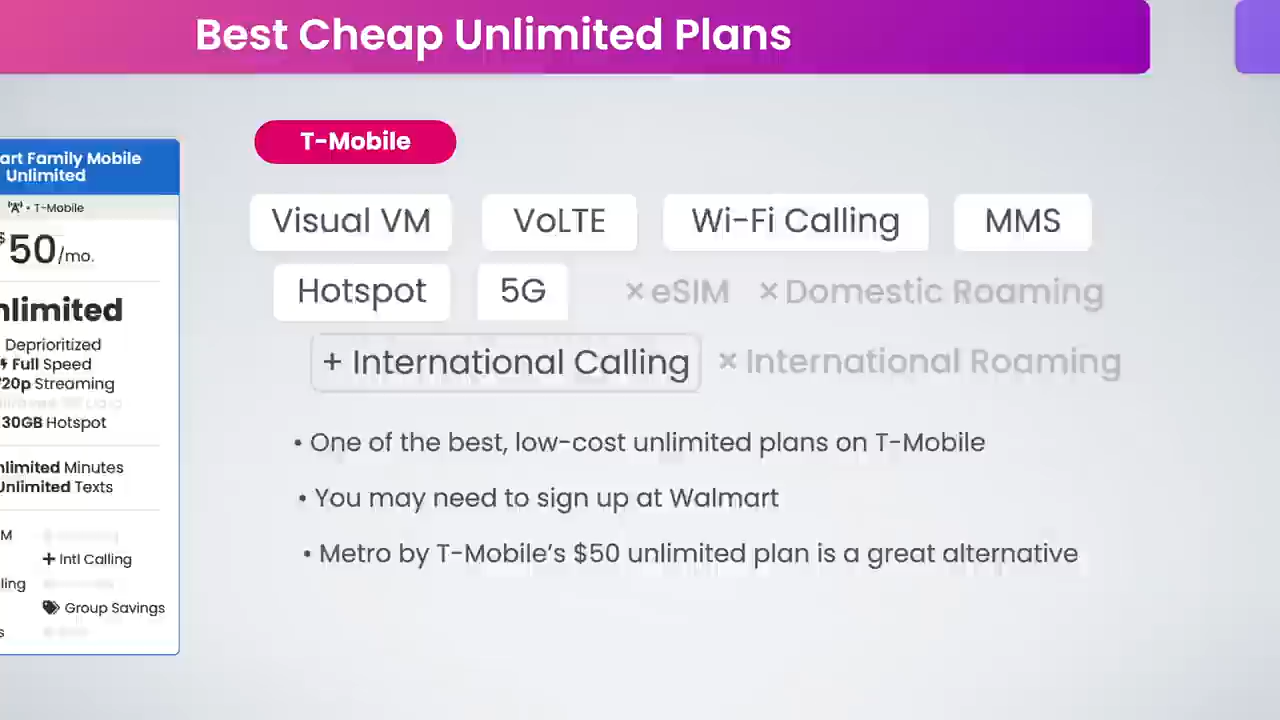 Best Cheap Unlimited Plans
T-Mobile
art Family Mobile
Unlimited
• T-Mobile
$50/mo.
nlimited
Deprioritized
Full Speed
720p Streaming
30GB Hotspot
nlimited Minutes
Unlimited Texts
M
+ Intl Calling
ling
Group Savings
s
Visual VM VoLTE Wi-Fi Calling MMS
Hotspot 5G × eSIM × Domestic Roaming
+ International Calling × International Roaming
• One of the best, low-cost unlimited plans on T-Mobile
• You may need to sign up at Walmart
• Metro by T-Mobile's $50 unlimited plan is a great alternative